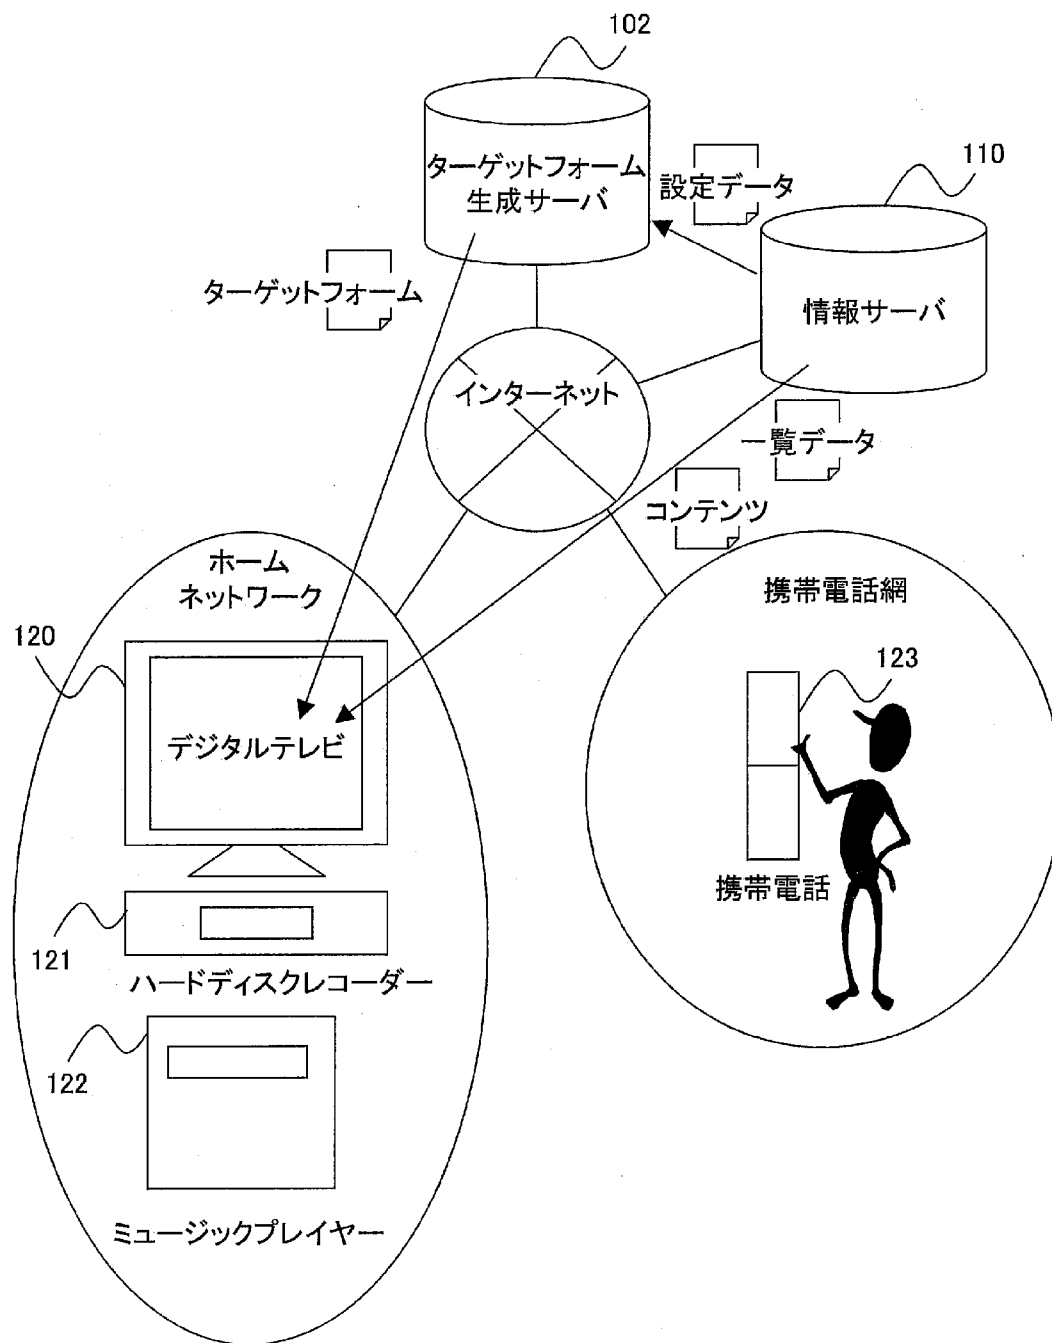 102
ターゲットフォーム
生成サーバ
設定データ
110
ターゲットフォーム
情報サーバ
インターネット
一覧データ
コンテンツ
ホーム
ネットワーク
携帯電話網
120
123
デジタルテレビ
携帯電話
121
ハードディスクレコーダー
122
ミュージックプレイヤー